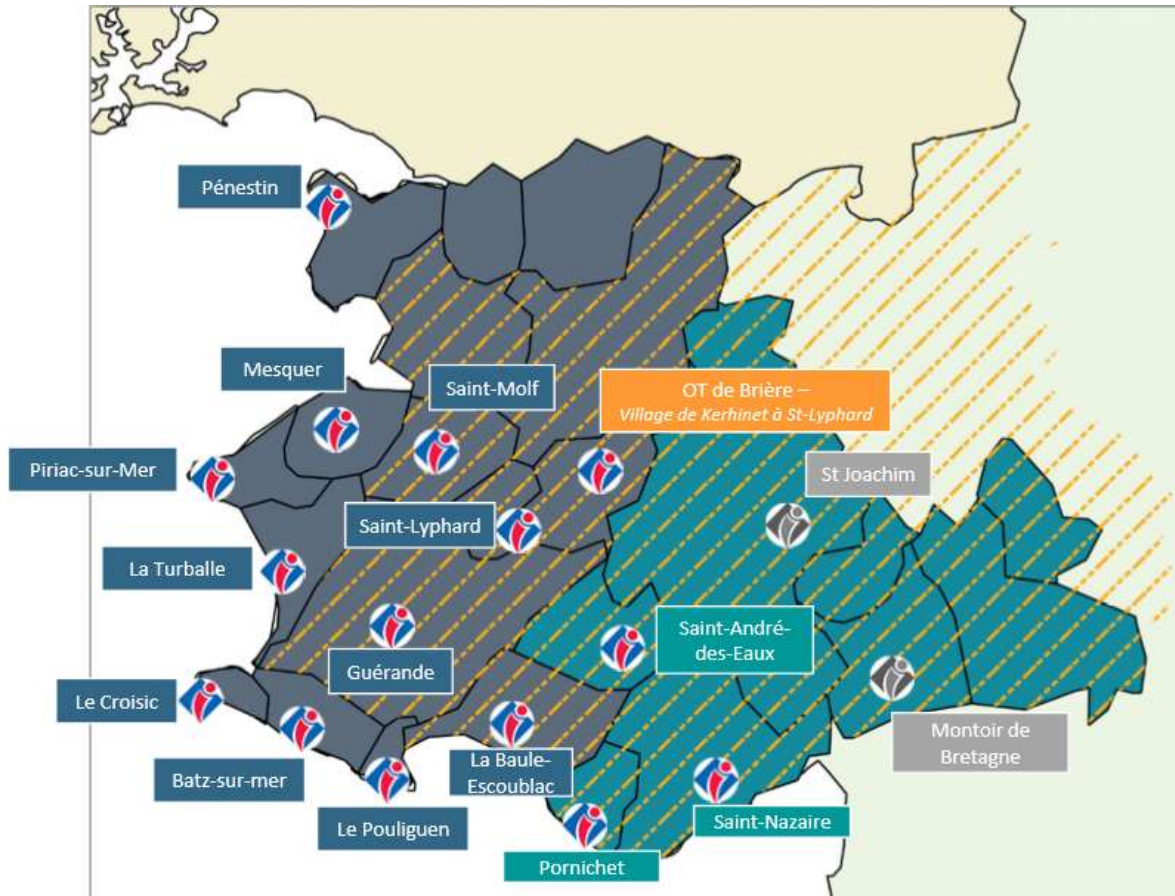 Pénestin
Mesquer
Saint-Molf
OT de Brière –
Village de Kerhinet à St-Lyphard
Piriac-sur-Mer
St Joachim
Saint-Lyphard
La Turballe
Saint-André-
des-Eaux
Guérande
Le Croisic
Montoir de
Bretagne
La Baule-
Escoublac
Batz-sur-mer
Le Pouliguen
Saint-Nazaire
Pornichet